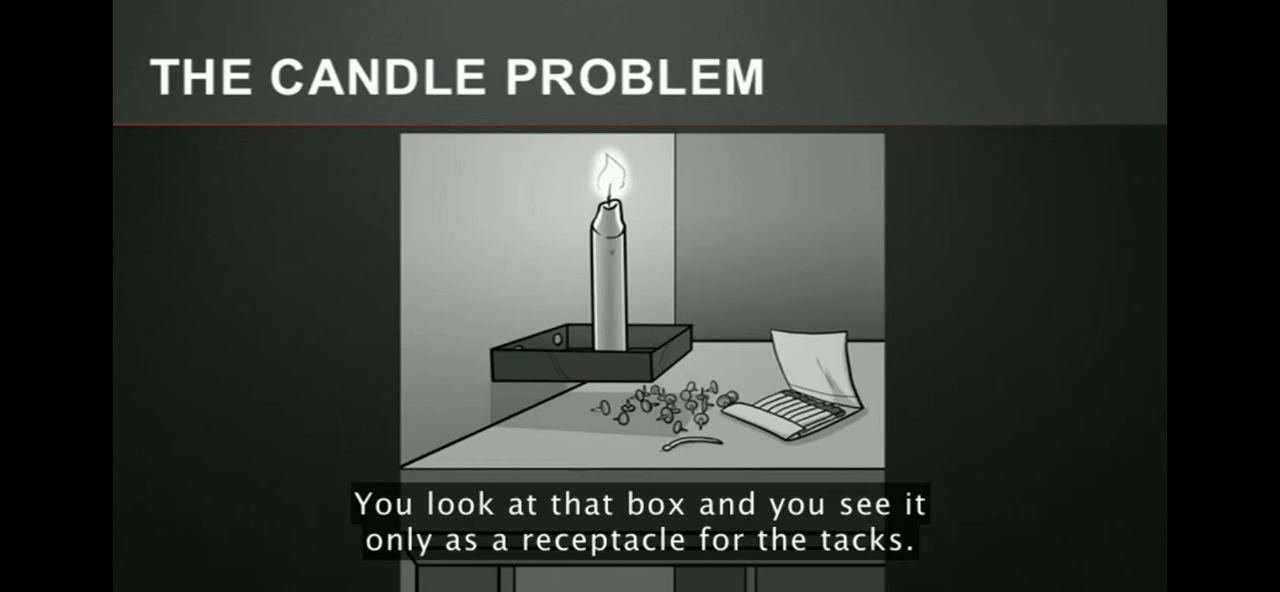 THE CANDLE PROBLEM
You look at that box and you see it
only as a receptacle for the tacks.